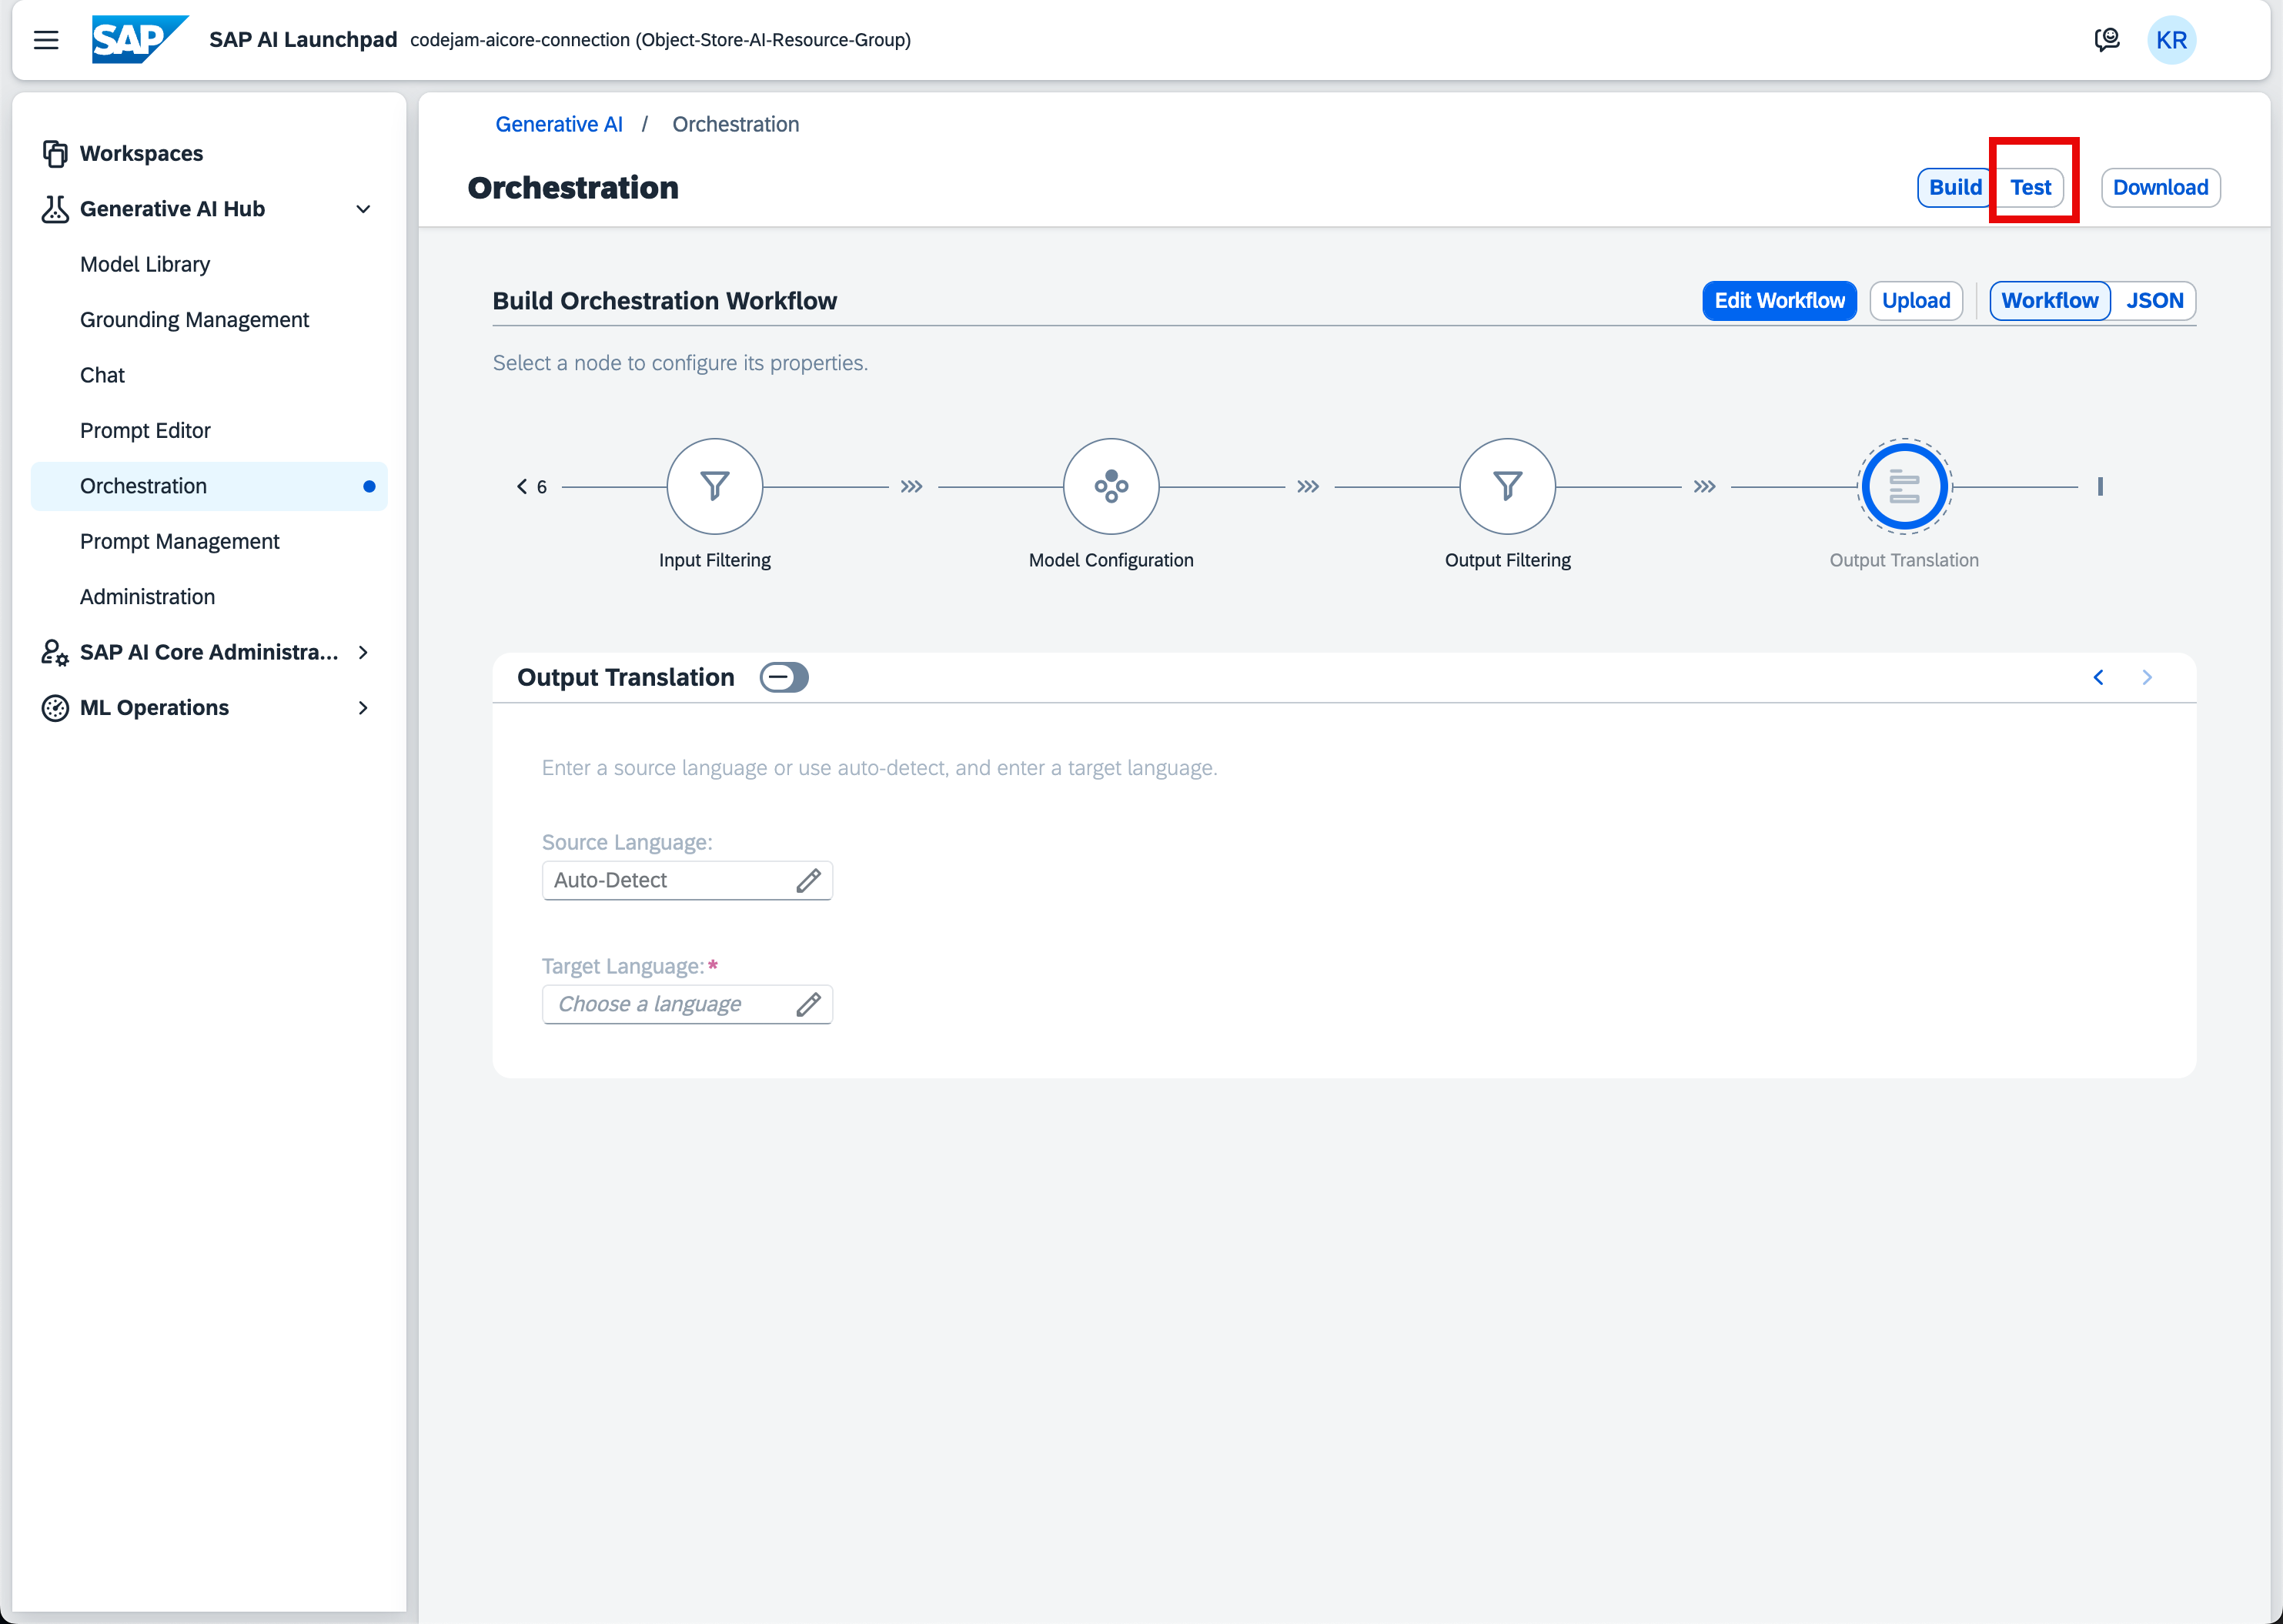 SAP SAP AI Launchpad codejam-aicore-connection (Object-Store-AI-Resource-Group) KR
Workspaces
Generative AI Hub
Model Library
Grounding Management
Chat
Prompt Editor
Orchestration
Prompt Management
Administration
SAP AI Core Administra...
ML Operations
Generative AI / Orchestration
Orchestration Build Test Download
Build Orchestration Workflow Edit Workflow Upload Workflow JSON
Select a node to configure its properties.
6
Input Filtering Model Configuration Output Filtering Output Translation
Output Translation
Enter a source language or use auto-detect, and enter a target language.
Source Language:
Auto-Detect
Target Language:*
Choose a language